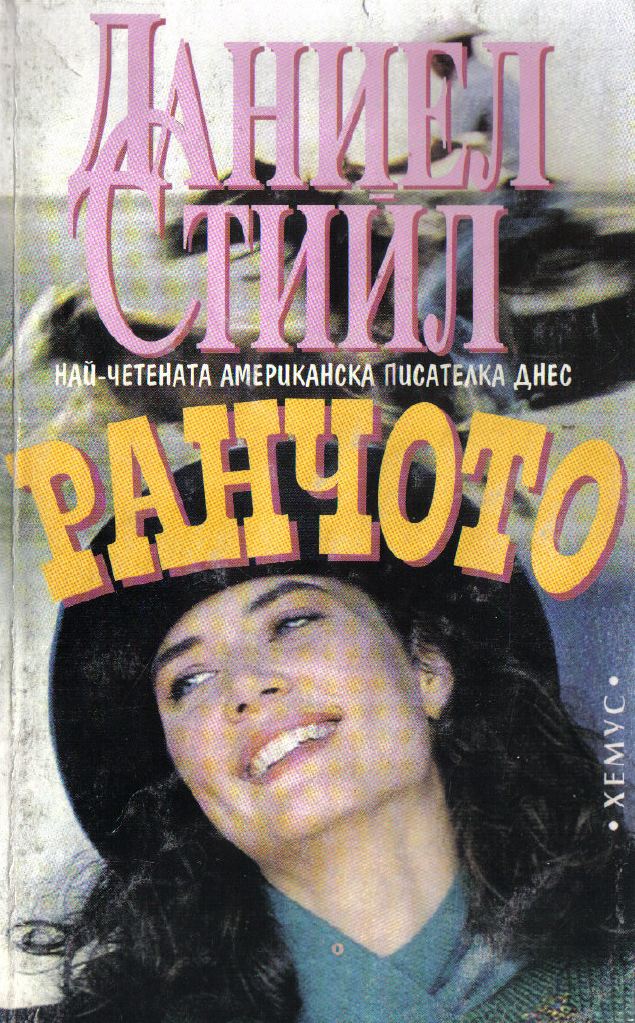 ДАНИЕЛ
СТИЙЛ
НАЙ-ЧЕТЕНАТА АМЕРИКАНСКА ПИСАТЕЛКА ДНЕС
РАНЧОТО
• ХЕМУС •